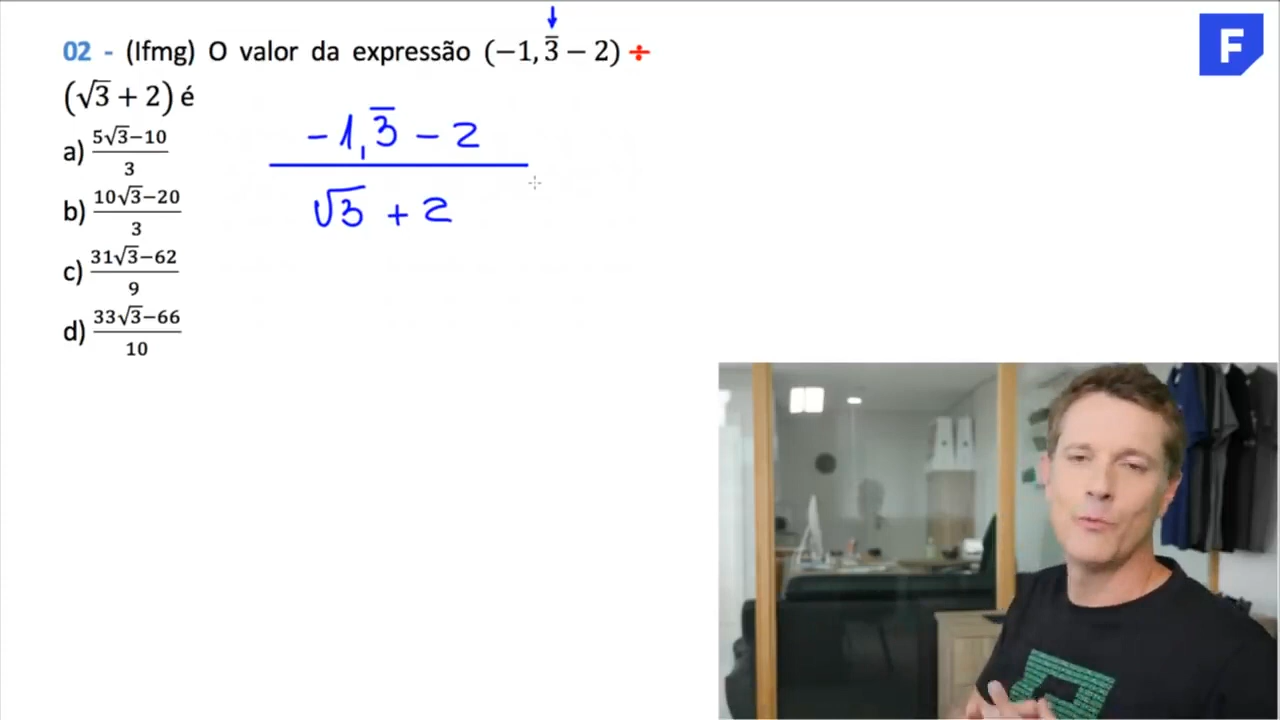 02 - (Ifmg) O valor da expressão (−1,3̅ − 2) ÷
(√3 + 2) é
a) (5√3−10)/3
b) (10√3−20)/3
c) (31√3−62)/9
d) (33√3−66)/10
-1,3̅ - 2
√3 + 2
F